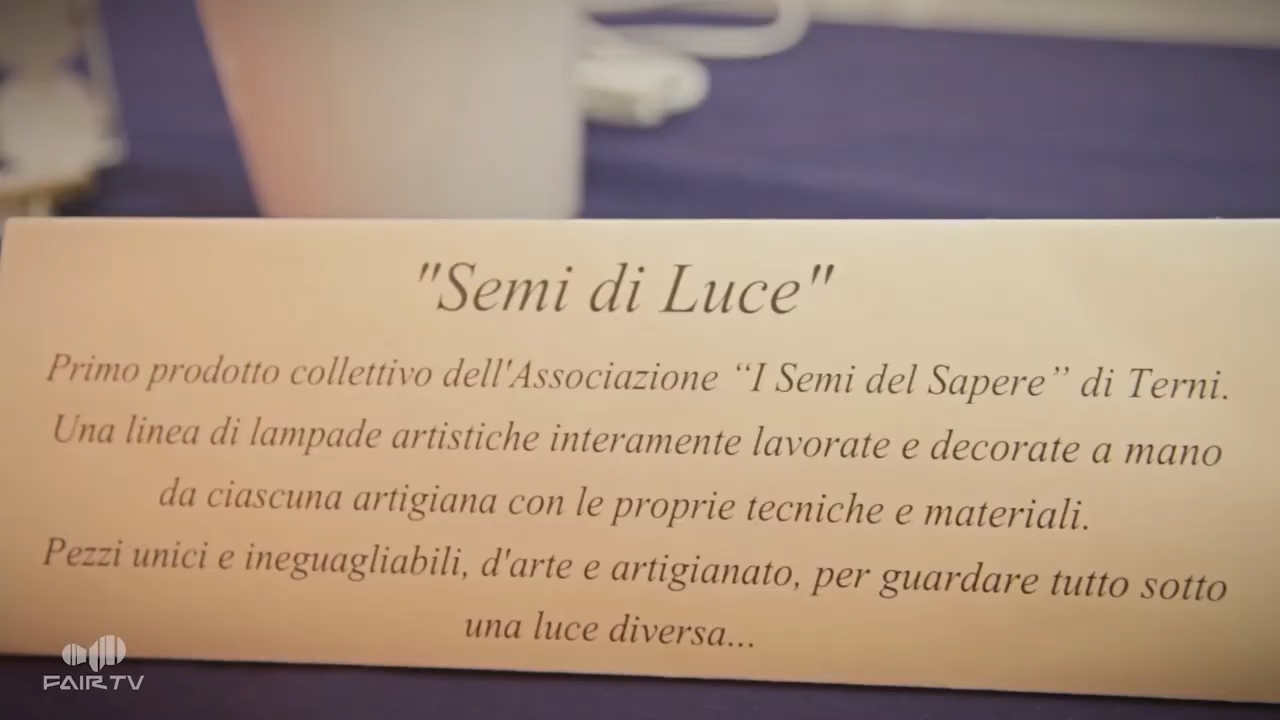 "Semi di Luce"
Primo prodotto collettivo dell'Associazione “I Semi del Sapere” di Terni.
Una linea di lampade artistiche interamente lavorate e decorate a mano
da ciascuna artigiana con le proprie tecniche e materiali.
Pezzi unici e ineguagliabili, d'arte e artigianato, per guardare tutto sotto
una luce diversa...
FAIRTV